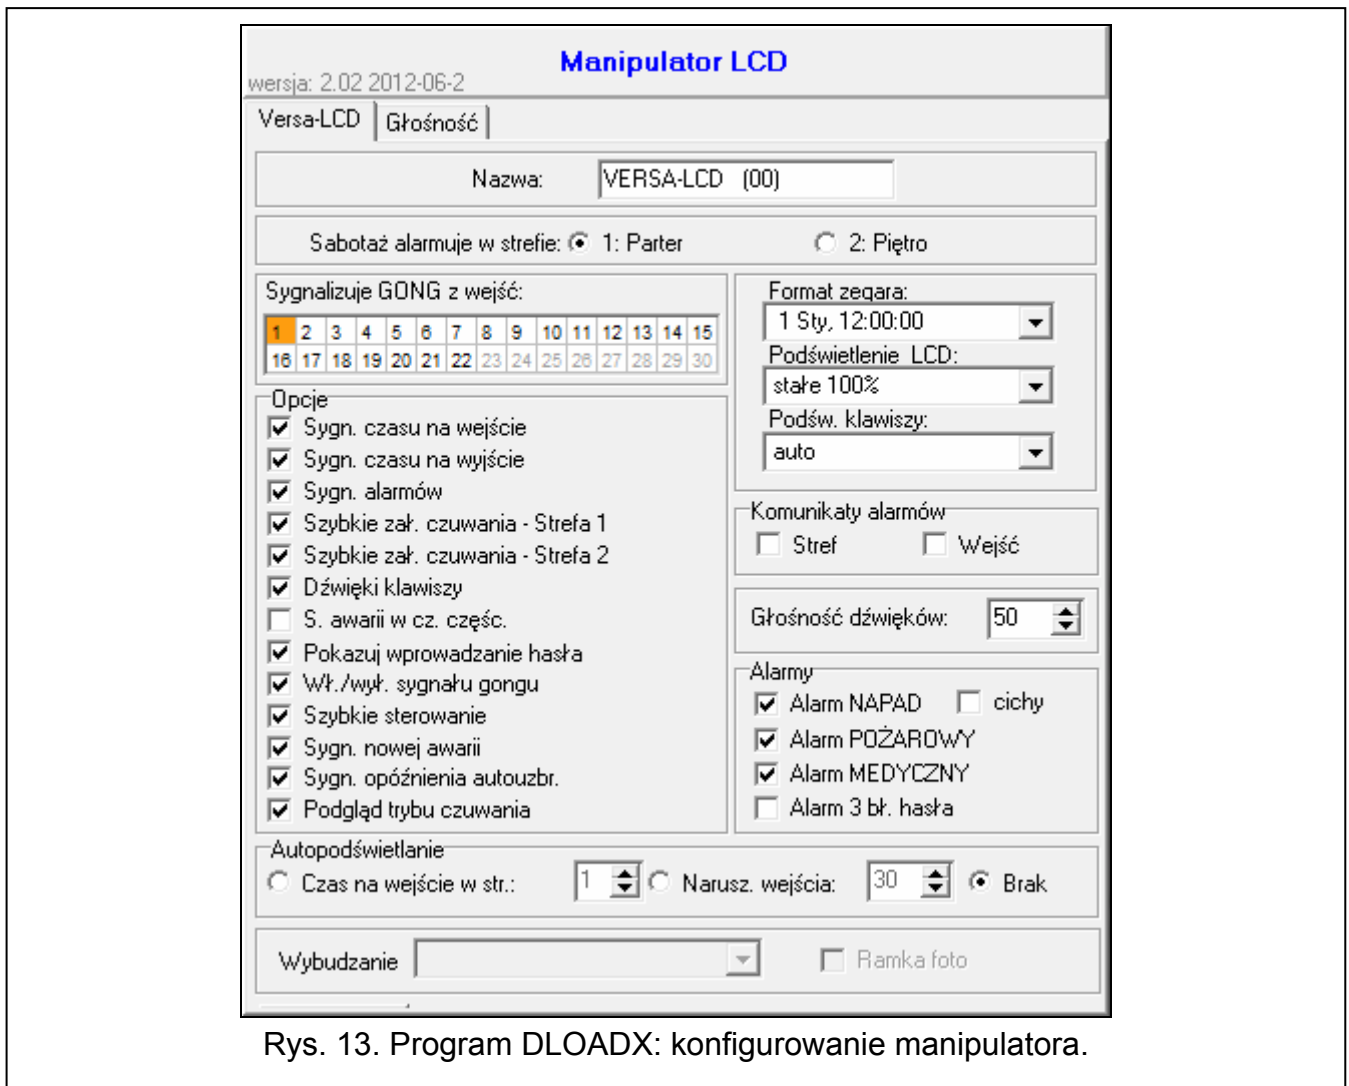 Manipulator LCD
wersja: 2.02 2012-06-2
Versa-LCD
Głośność
Nazwa:
VERSA-LCD (00)
Sabotaż alarmuje w strefie:
1: Parter
2: Piętro
Sygnalizuje GONG z wejść:
1 2 3 4 5 6 7 8 9 10 11 12 13 14 15
16 17 18 19 20 21 22 23 24 25 26 27 28 29 30
Opcje
Sygn. czasu na wejście
Sygn. czasu na wyjście
Sygn. alarmów
Szybkie zał. czuwania - Strefa 1
Szybkie zał. czuwania - Strefa 2
Dźwięki klawiszy
S. awarii w cz. częśc.
Pokazuj wprowadzanie hasła
Wł./wył. sygnału gongu
Szybkie sterowanie
Sygn. nowej awarii
Sygn. opóźnienia autouzbr.
Podgląd trybu czuwania
Format zegara:
1 Sty, 12:00:00
Podświetlenie LCD:
stałe 100%
Podśw. klawiszy:
auto
Komunikaty alarmów
Stref
Wejść
Głośność dźwięków:
50
Alarmy
Alarm NAPAD
cichy
Alarm POŻAROWY
Alarm MEDYCZNY
Alarm 3 bł. hasła
Autopodświetlanie
Czas na wejście w str.:
1
Narusz. wejścia:
30
Brak
Wybudzanie
Ramka foto
Rys. 13. Program DLOADX: konfigurowanie manipulatora.